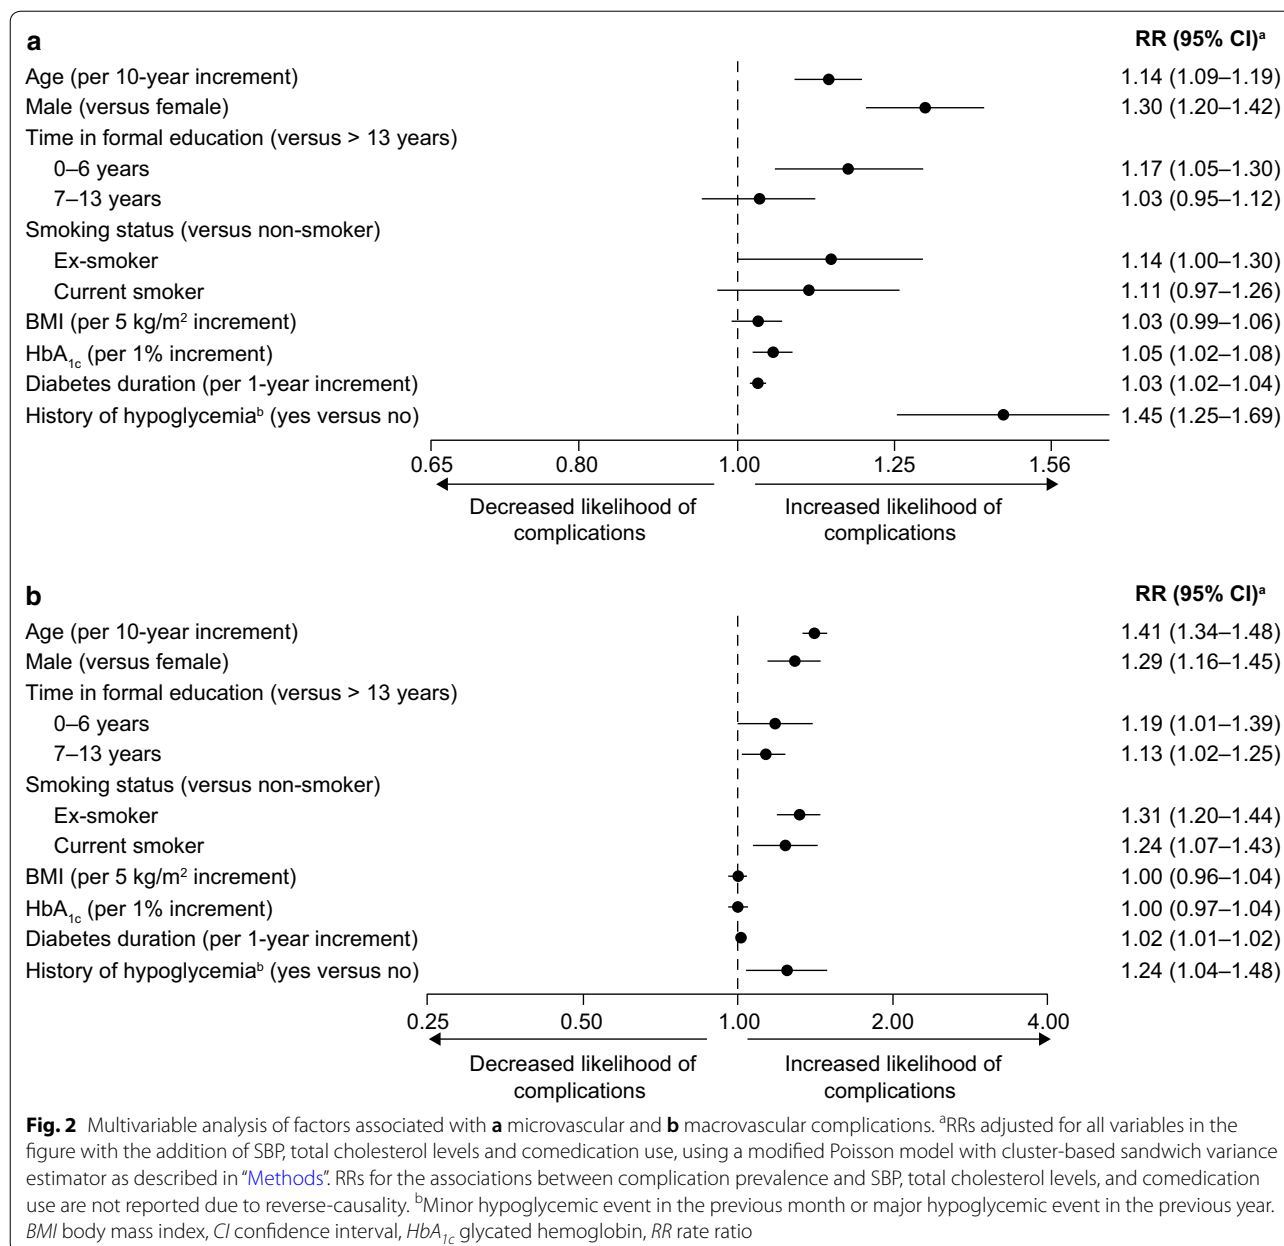 a
RR (95% CI)ᵃ
Age (per 10-year increment) 1.14 (1.09–1.19)
Male (versus female) 1.30 (1.20–1.42)
Time in formal education (versus > 13 years)
0–6 years 1.17 (1.05–1.30)
7–13 years 1.03 (0.95–1.12)
Smoking status (versus non-smoker)
Ex-smoker 1.14 (1.00–1.30)
Current smoker 1.11 (0.97–1.26)
BMI (per 5 kg/m² increment) 1.03 (0.99–1.06)
HbA1c (per 1% increment) 1.05 (1.02–1.08)
Diabetes duration (per 1-year increment) 1.03 (1.02–1.04)
History of hypoglycemiaᵇ (yes versus no) 1.45 (1.25–1.69)
0.65 0.80 1.00 1.25 1.56
Decreased likelihood of Increased likelihood of
complications complications
b
RR (95% CI)ᵃ
Age (per 10-year increment) 1.41 (1.34–1.48)
Male (versus female) 1.29 (1.16–1.45)
Time in formal education (versus > 13 years)
0–6 years 1.19 (1.01–1.39)
7–13 years 1.13 (1.02–1.25)
Smoking status (versus non-smoker)
Ex-smoker 1.31 (1.20–1.44)
Current smoker 1.24 (1.07–1.43)
BMI (per 5 kg/m² increment) 1.00 (0.96–1.04)
HbA1c (per 1% increment) 1.00 (0.97–1.04)
Diabetes duration (per 1-year increment) 1.02 (1.01–1.02)
History of hypoglycemiaᵇ (yes versus no) 1.24 (1.04–1.48)
0.25 0.50 1.00 2.00 4.00
Decreased likelihood of Increased likelihood of
complications complications
Fig. 2 Multivariable analysis of factors associated with a microvascular and b macrovascular complications. ᵃRRs adjusted for all variables in the
figure with the addition of SBP, total cholesterol levels and comedication use, using a modified Poisson model with cluster-based sandwich variance
estimator as described in “Methods”. RRs for the associations between complication prevalence and SBP, total cholesterol levels, and comedication
use are not reported due to reverse-causality. ᵇMinor hypoglycemic event in the previous month or major hypoglycemic event in the previous year.
BMI body mass index, CI confidence interval, HbA1c glycated hemoglobin, RR rate ratio